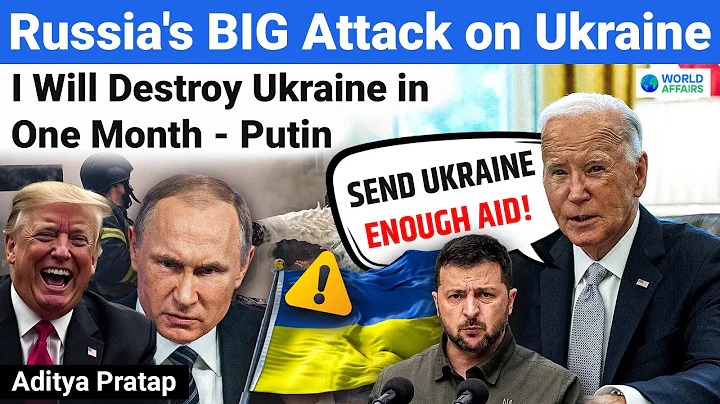 Russia's BIG Attack on Ukraine
I Will Destroy Ukraine in
One Month - Putin
WORLD
AFFAIRS
SEND UKRAINE
ENOUGH AID!
Aditya Pratap